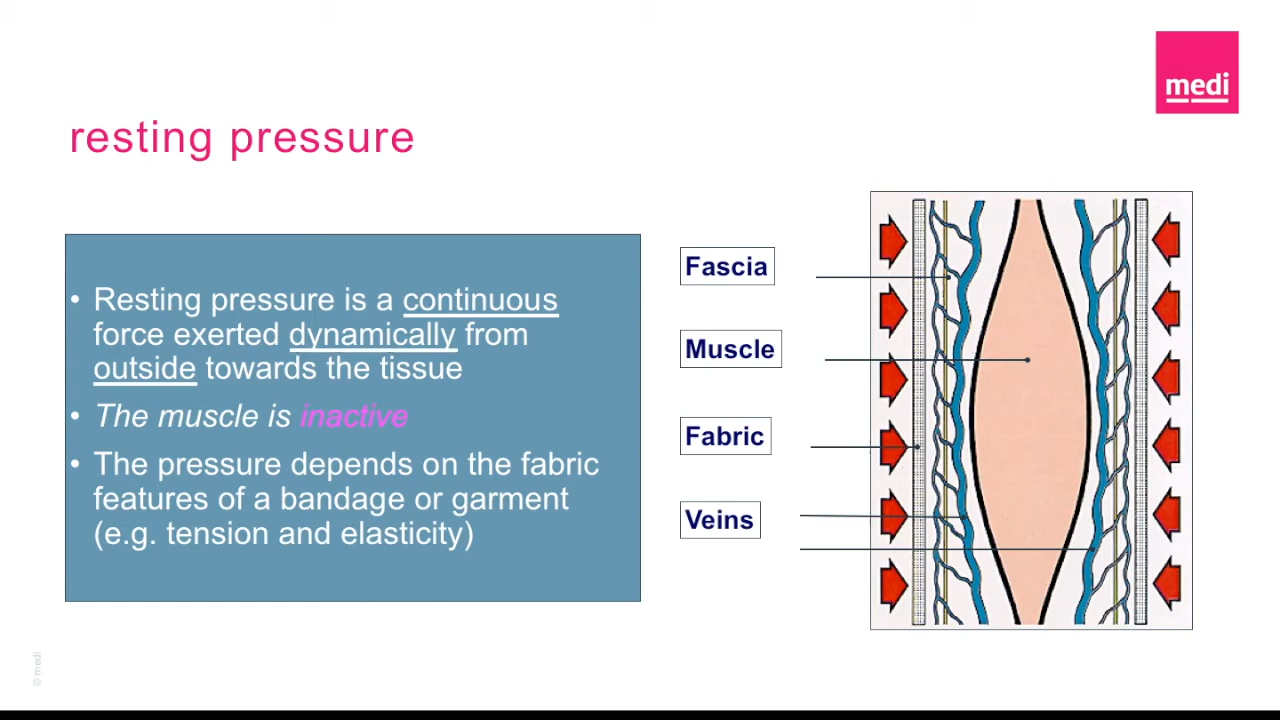 medi
resting pressure
• Resting pressure is a continuous
force exerted dynamically from
outside towards the tissue
• The muscle is inactive
• The pressure depends on the fabric
features of a bandage or garment
(e.g. tension and elasticity)
Fascia
Muscle
Fabric
Veins
© medi